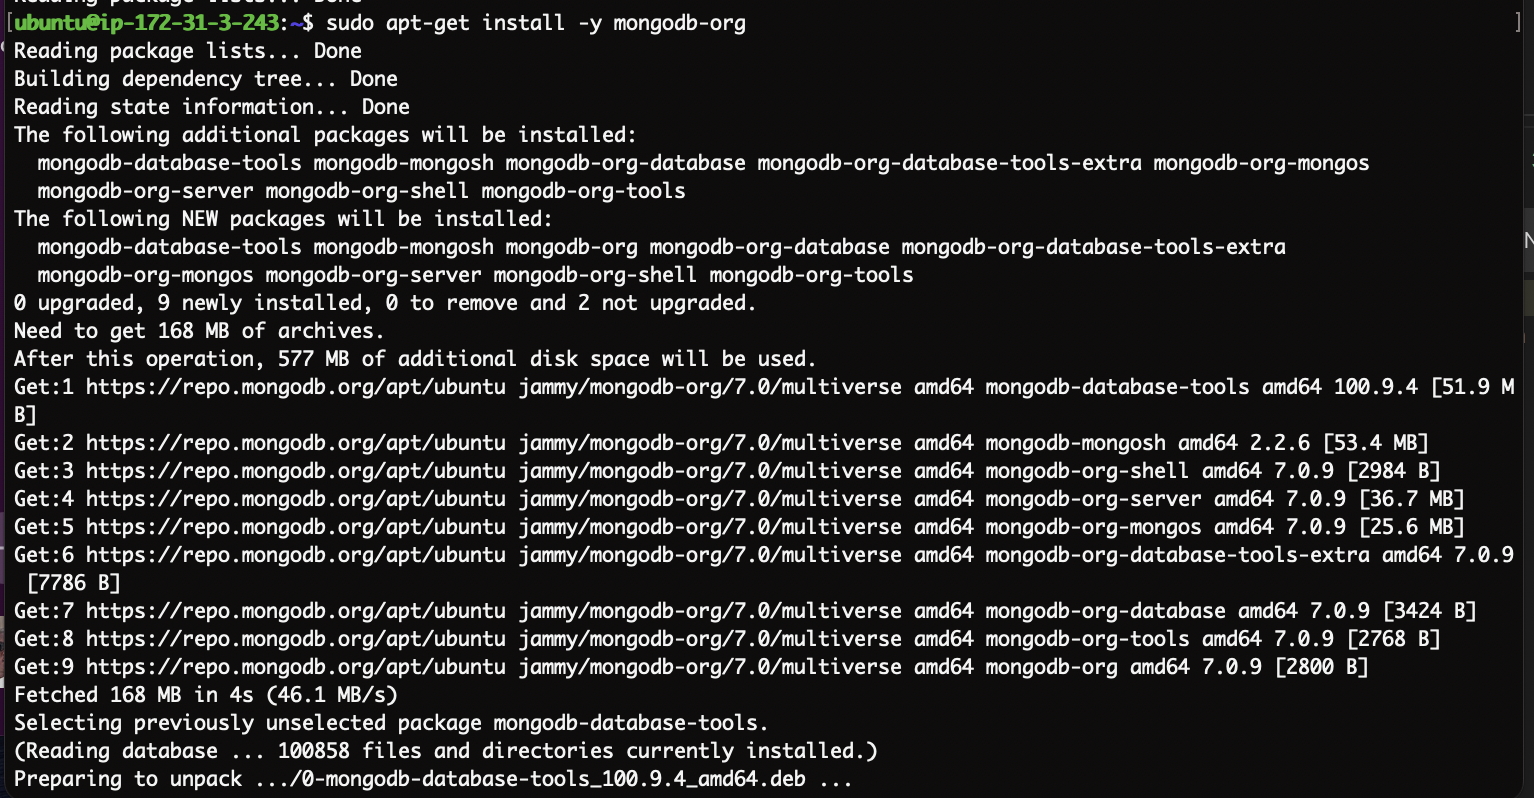 Reading package lists... Done
[ubuntu@ip-172-31-3-243:~$ sudo apt-get install -y mongodb-org ]
Reading package lists... Done
Building dependency tree... Done
Reading state information... Done
The following additional packages will be installed:
  mongodb-database-tools mongodb-mongosh mongodb-org-database mongodb-org-database-tools-extra mongodb-org-mongos
  mongodb-org-server mongodb-org-shell mongodb-org-tools
The following NEW packages will be installed:
  mongodb-database-tools mongodb-mongosh mongodb-org mongodb-org-database mongodb-org-database-tools-extra
  mongodb-org-mongos mongodb-org-server mongodb-org-shell mongodb-org-tools
0 upgraded, 9 newly installed, 0 to remove and 2 not upgraded.
Need to get 168 MB of archives.
After this operation, 577 MB of additional disk space will be used.
Get:1 https://repo.mongodb.org/apt/ubuntu jammy/mongodb-org/7.0/multiverse amd64 mongodb-database-tools amd64 100.9.4 [51.9 M
B]
Get:2 https://repo.mongodb.org/apt/ubuntu jammy/mongodb-org/7.0/multiverse amd64 mongodb-mongosh amd64 2.2.6 [53.4 MB]
Get:3 https://repo.mongodb.org/apt/ubuntu jammy/mongodb-org/7.0/multiverse amd64 mongodb-org-shell amd64 7.0.9 [2984 B]
Get:4 https://repo.mongodb.org/apt/ubuntu jammy/mongodb-org/7.0/multiverse amd64 mongodb-org-server amd64 7.0.9 [36.7 MB]
Get:5 https://repo.mongodb.org/apt/ubuntu jammy/mongodb-org/7.0/multiverse amd64 mongodb-org-mongos amd64 7.0.9 [25.6 MB]
Get:6 https://repo.mongodb.org/apt/ubuntu jammy/mongodb-org/7.0/multiverse amd64 mongodb-org-database-tools-extra amd64 7.0.9
 [7786 B]
Get:7 https://repo.mongodb.org/apt/ubuntu jammy/mongodb-org/7.0/multiverse amd64 mongodb-org-database amd64 7.0.9 [3424 B]
Get:8 https://repo.mongodb.org/apt/ubuntu jammy/mongodb-org/7.0/multiverse amd64 mongodb-org-tools amd64 7.0.9 [2768 B]
Get:9 https://repo.mongodb.org/apt/ubuntu jammy/mongodb-org/7.0/multiverse amd64 mongodb-org amd64 7.0.9 [2800 B]
Fetched 168 MB in 4s (46.1 MB/s)
Selecting previously unselected package mongodb-database-tools.
(Reading database ... 100858 files and directories currently installed.)
Preparing to unpack .../0-mongodb-database-tools_100.9.4_amd64.deb ...